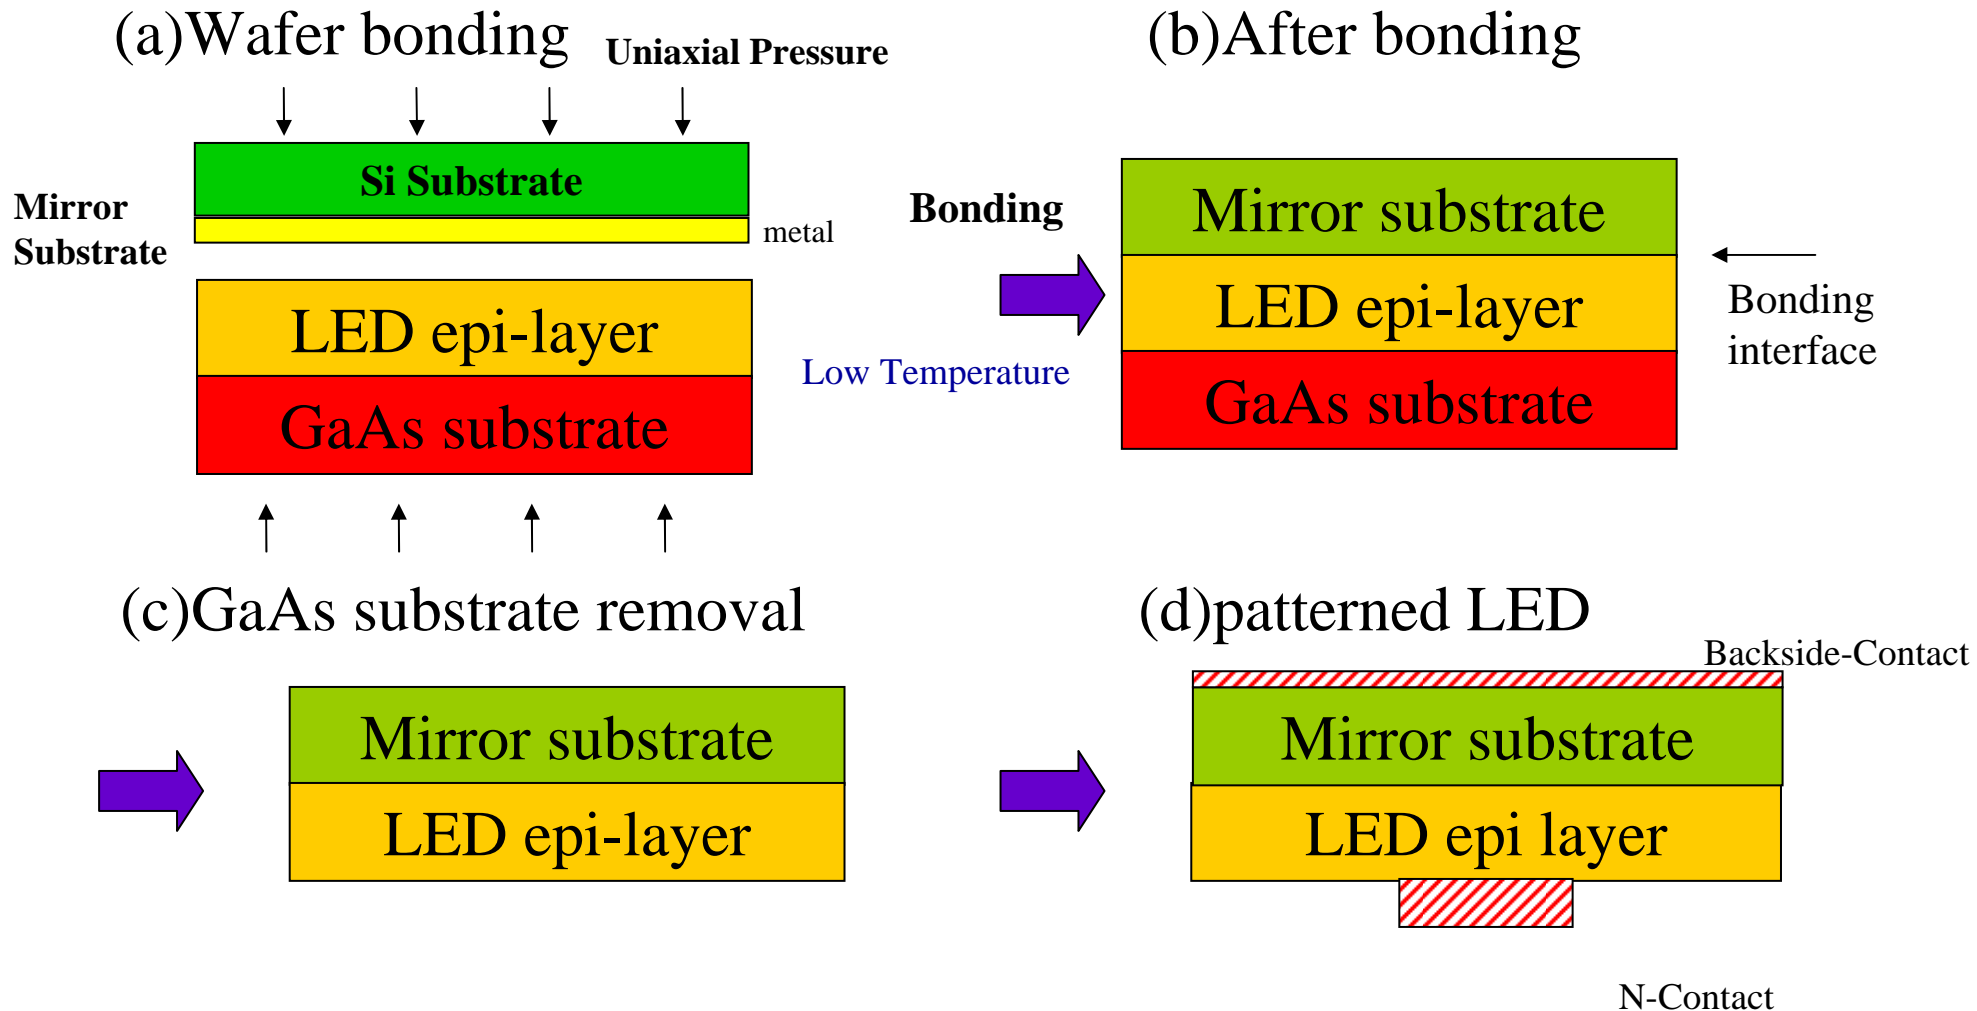 (a)Wafer bonding
Uniaxial Pressure
Si Substrate
Mirror
Substrate
metal
LED epi-layer
GaAs substrate
Bonding
Low Temperature
(b)After bonding
Mirror substrate
LED epi-layer
GaAs substrate
Bonding
interface
(c)GaAs substrate removal
Mirror substrate
LED epi-layer
(d)patterned LED
Backside-Contact
Mirror substrate
LED epi layer
N-Contact